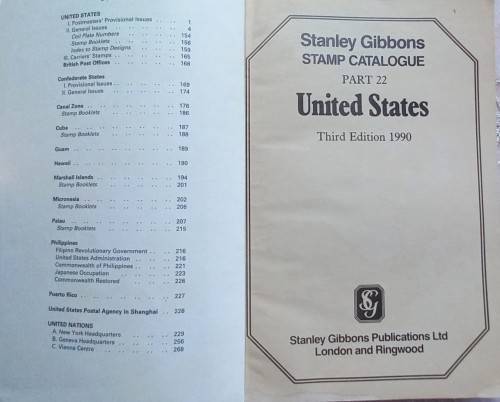 UNITED STATES
I. Postmasters' Provisional Issues .. .. 1
II. General Issues .. .. .. .. 4
Coil Plate Numbers .. .. .. 154
Stamp Booklets .. .. .. 156
Index to Stamp Designs .. .. 159
III. Carriers' Stamps .. .. .. .. 165
British Post Offices .. .. .. .. 168
Confederate States
I. Provisional Issues .. .. .. .. 169
II. General Issues .. .. .. .. 174
Canal Zone .. .. .. .. .. 176
Stamp Booklets .. .. .. .. 186
Cuba .. .. .. .. .. .. 187
Stamp Booklets .. .. .. .. 188
Guam .. .. .. .. .. .. 189
Hawaii .. .. .. .. .. .. 190
Marshall Islands .. .. .. .. .. 194
Stamp Booklets .. .. .. .. 201
Micronesia .. .. .. .. .. 202
Stamp Booklets .. .. .. .. 206
Palau .. .. .. .. .. .. 207
Stamp Booklets .. .. .. .. 215
Philippines
Filipino Revolutionary Government .. .. 216
United States Administration .. .. 216
Commonwealth of Philippines .. .. .. 221
Japanese Occupation .. .. .. 223
Commonwealth Restored .. .. .. 226
Puerto Rico .. .. .. .. .. .. 227
United States Postal Agency in Shanghai .. 228
UNITED NATIONS
A. New York Headquarters .. .. .. 229
B. Geneva Headquarters .. .. .. .. 256
C. Vienna Centre .. .. .. .. 268
Stanley Gibbons
STAMP CATALOGUE
PART 22
United States
Third Edition 1990
SG
Stanley Gibbons Publications Ltd
London and Ringwood